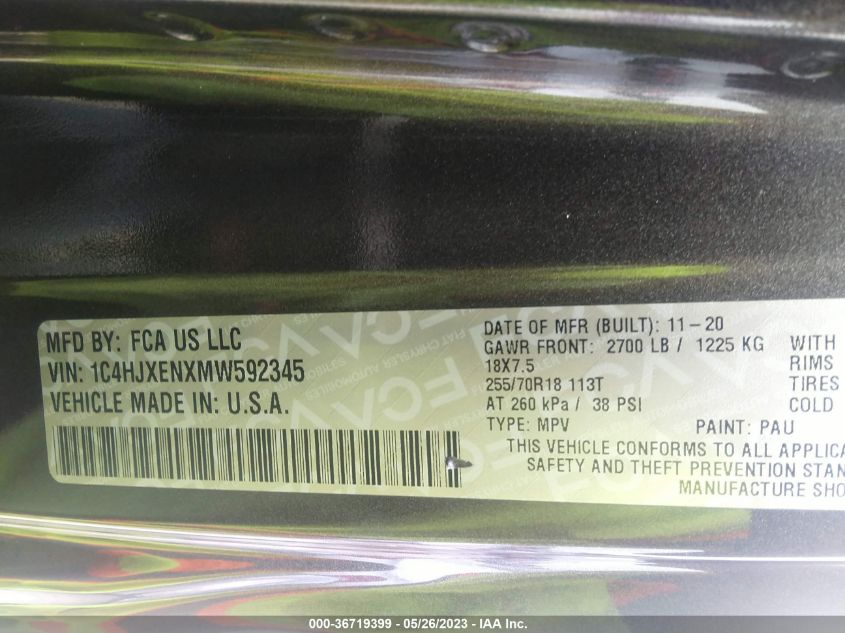 MFD BY: FCA US LLC
VIN: 1C4HJXENXMW592345
VEHICLE MADE IN: U.S.A.
DATE OF MFR (BUILT): 11-20
GAWR FRONT: 2700 LB / 1225 KG WITH
18X7.5 RIMS
255/70R18 113T TIRES
AT 260 kPa / 38 PSI COLD
TYPE: MPV PAINT: PAU
THIS VEHICLE CONFORMS TO ALL APPLICA
SAFETY AND THEFT PREVENTION STAN
MANUFACTURE SHO
000-36719399 - 05/26/2023 - IAA Inc.